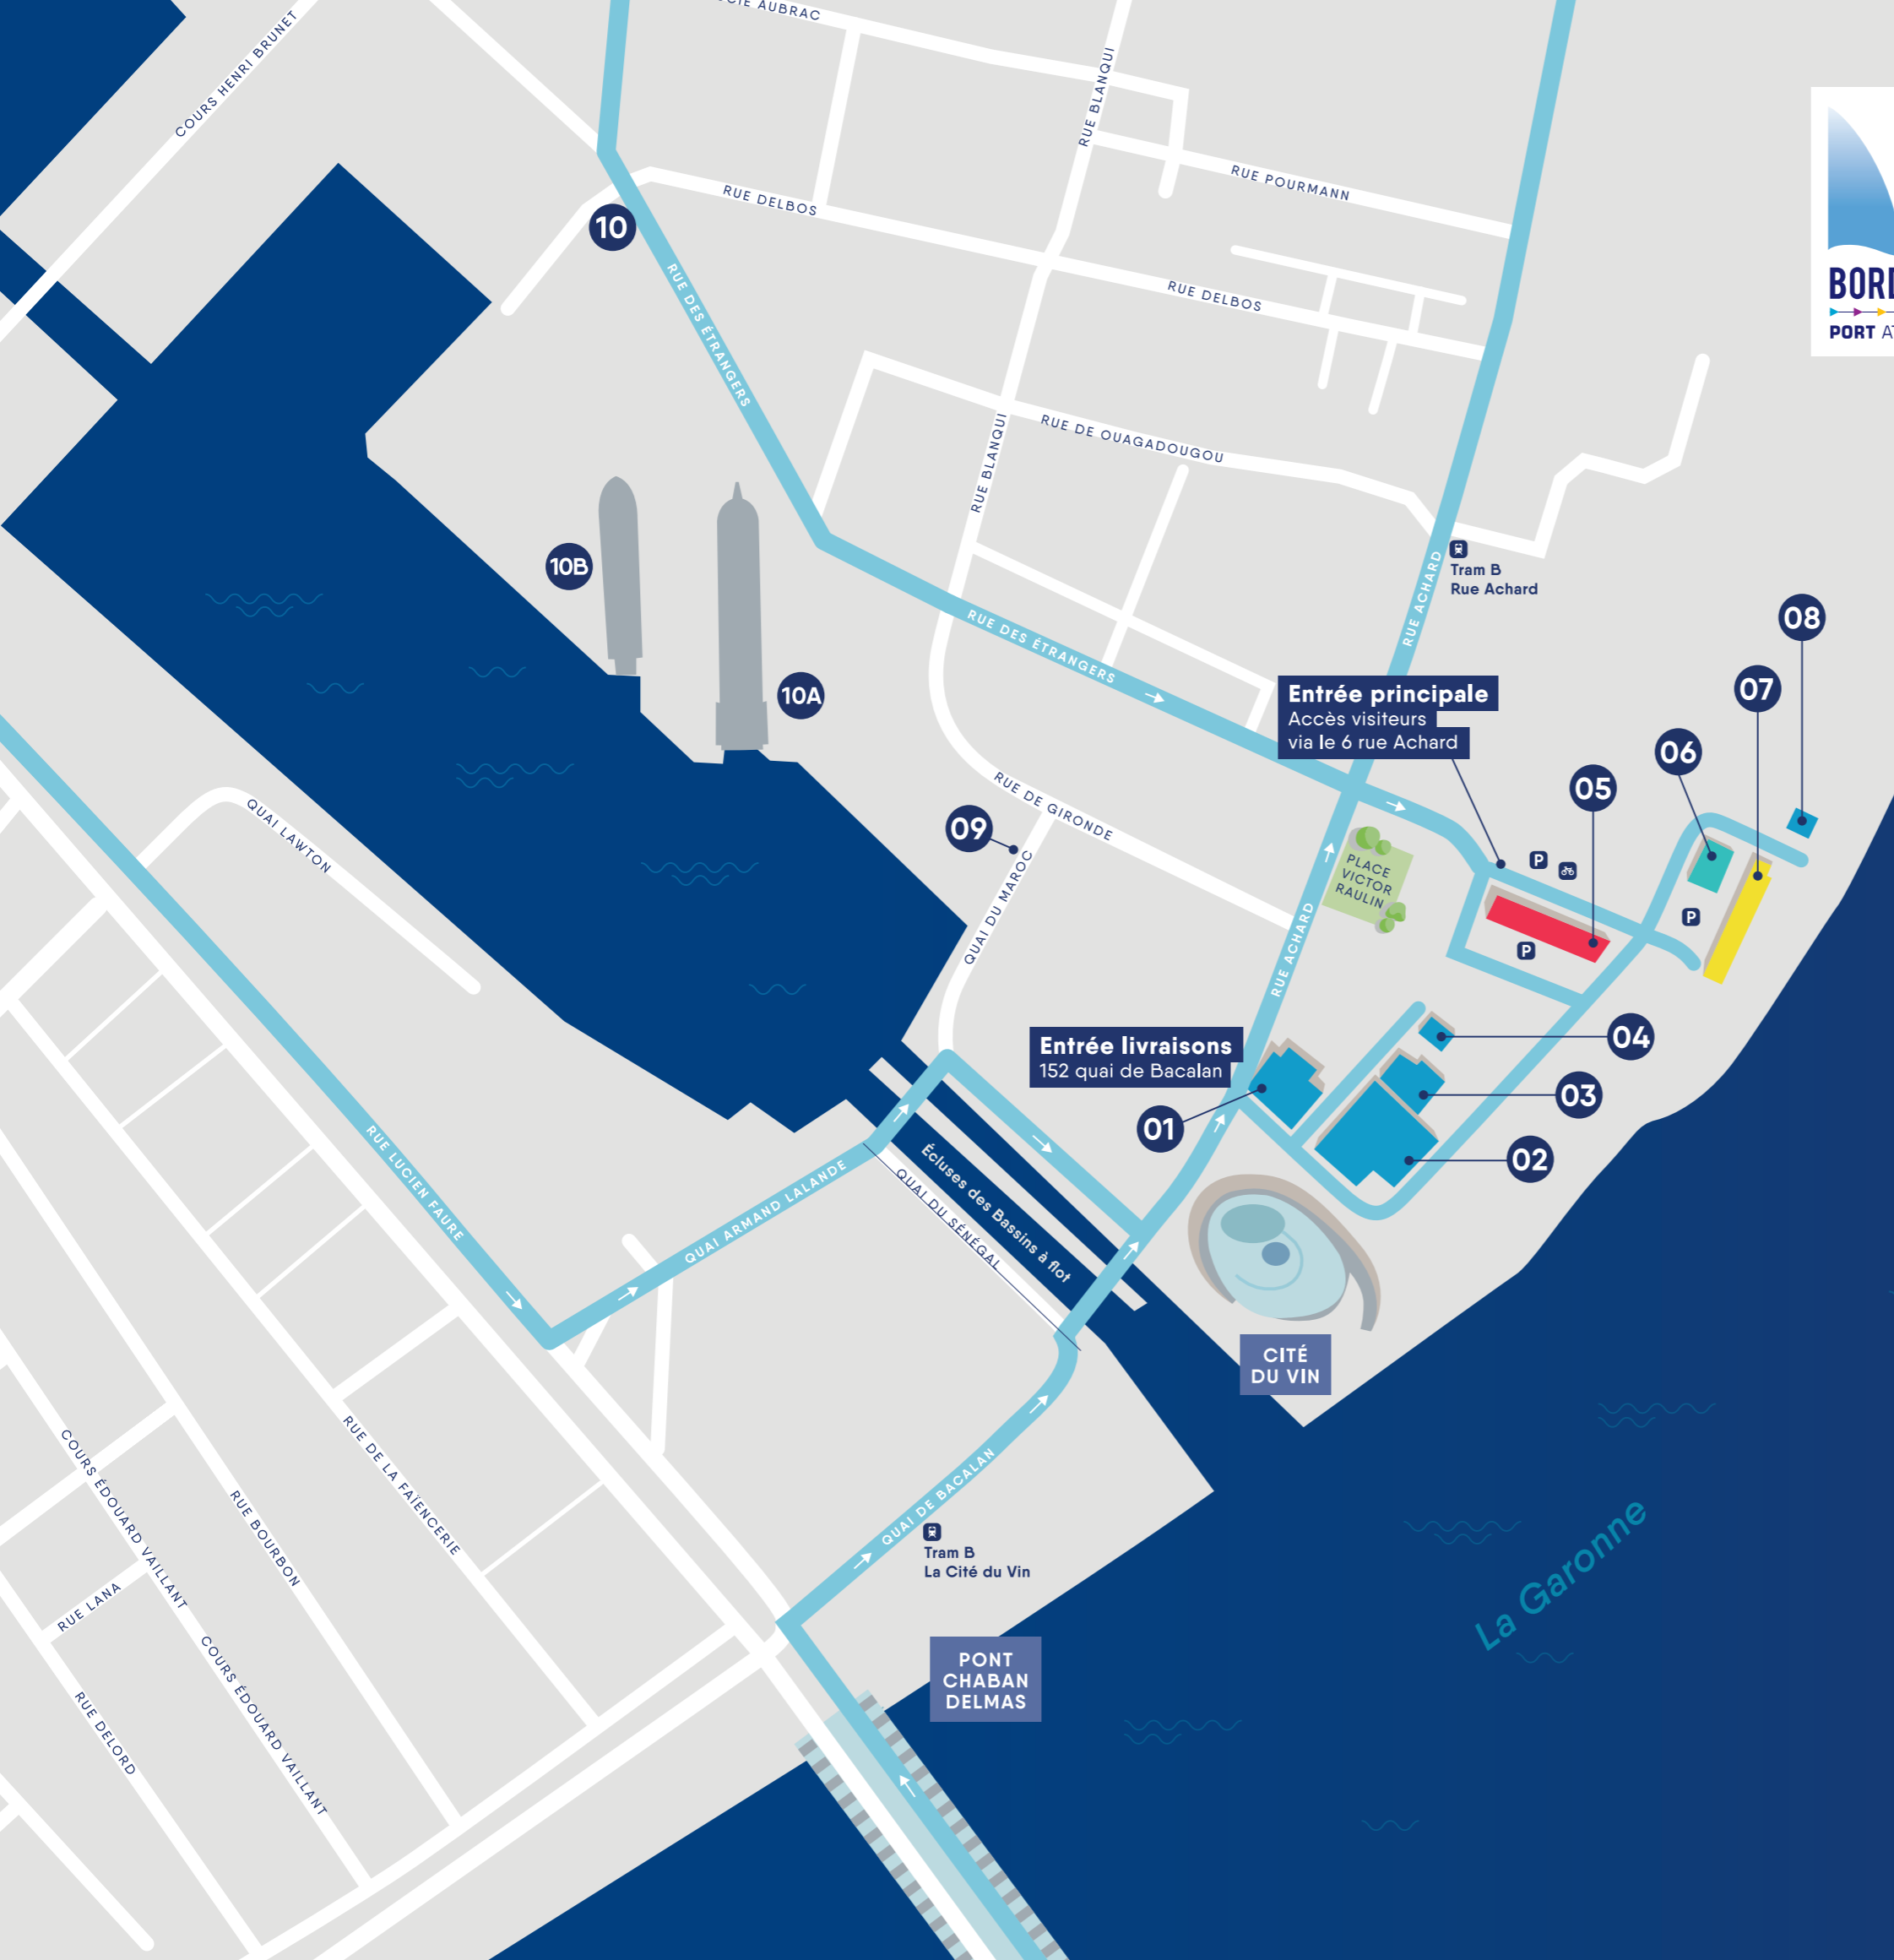 AUBRAC
COURS HENRI BRUNET
RUE BLANQUI
RUE POURMANN
RUE DELBOS
10
RUE DES ÉTRANGERS
RUE DELBOS
BORD
PORT AT
RUE DE OUAGADOUGOU
RUE BLANQUI
RUE ACHARD
Tram B
Rue Achard
10B
10A
RUE DES ÉTRANGERS
08
07
06
05
Entrée principale
Accès visiteurs
via le 6 rue Achard
QUAI LAWTON
RUE DE GIRONDE
09
QUAI DU MAROC
PLACE
VICTOR
RAULIN
P
P
P
RUE ACHARD
Entrée livraisons
152 quai de Bacalan
04
03
02
01
RUE LUCIEN FAURE
QUAI ARMAND LALANDE
Écluses des Bassins à flot
QUAI DU SÉNÉGAL
CITÉ
DU VIN
QUAI DE BACALAN
Tram B
La Cité du Vin
RUE DE LA FAÏENCERIE
COURS ÉDOUARD VAILLANT
RUE BOURBON
RUE LANA
COURS ÉDOUARD VAILLANT
RUE DELORD
La Garonne
PONT
CHABAN
DELMAS